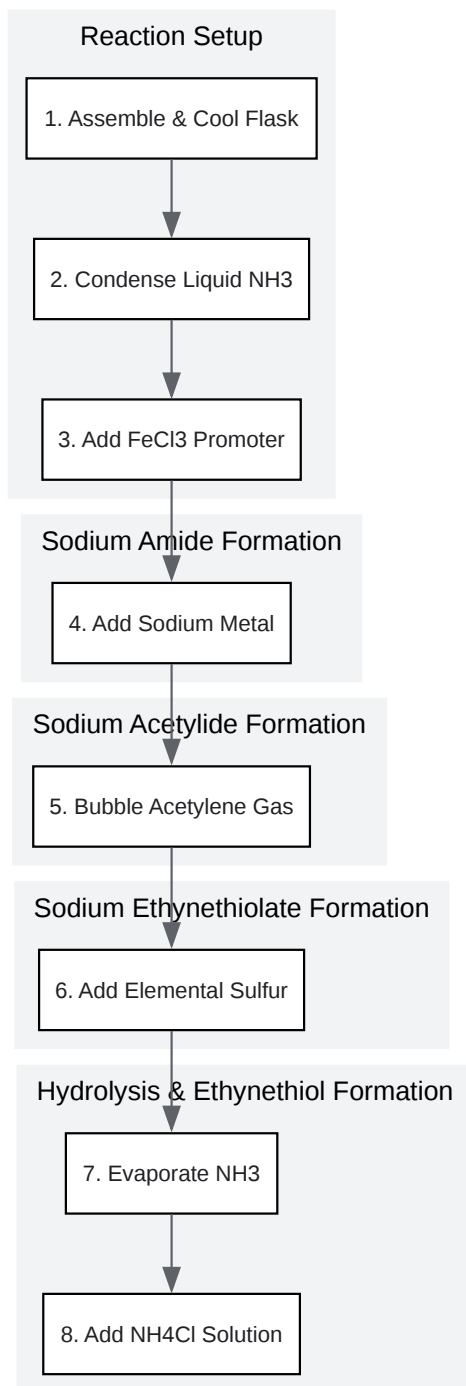 Reaction Setup
1. Assemble & Cool Flask
2. Condense Liquid NH3
3. Add FeCl3 Promoter
Sodium Amide Formation
4. Add Sodium Metal
Sodium Acetylide Formation
5. Bubble Acetylene Gas
Sodium Ethynethiolate Formation
6. Add Elemental Sulfur
Hydrolysis & Ethynethiol Formation
7. Evaporate NH3
8. Add NH4Cl Solution